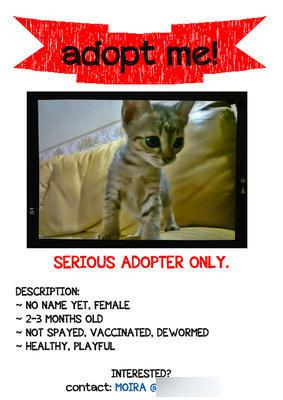 adopt me!
SERIOUS ADOPTER ONLY.
DESCRIPTION:
~ NO NAME YET, FEMALE
~ 2-3 MONTHS OLD
~ NOT SPAYED, VACCINATED, DEWORMED
~ HEALTHY, PLAYFUL
INTERESTED?
contact: MOIRA @